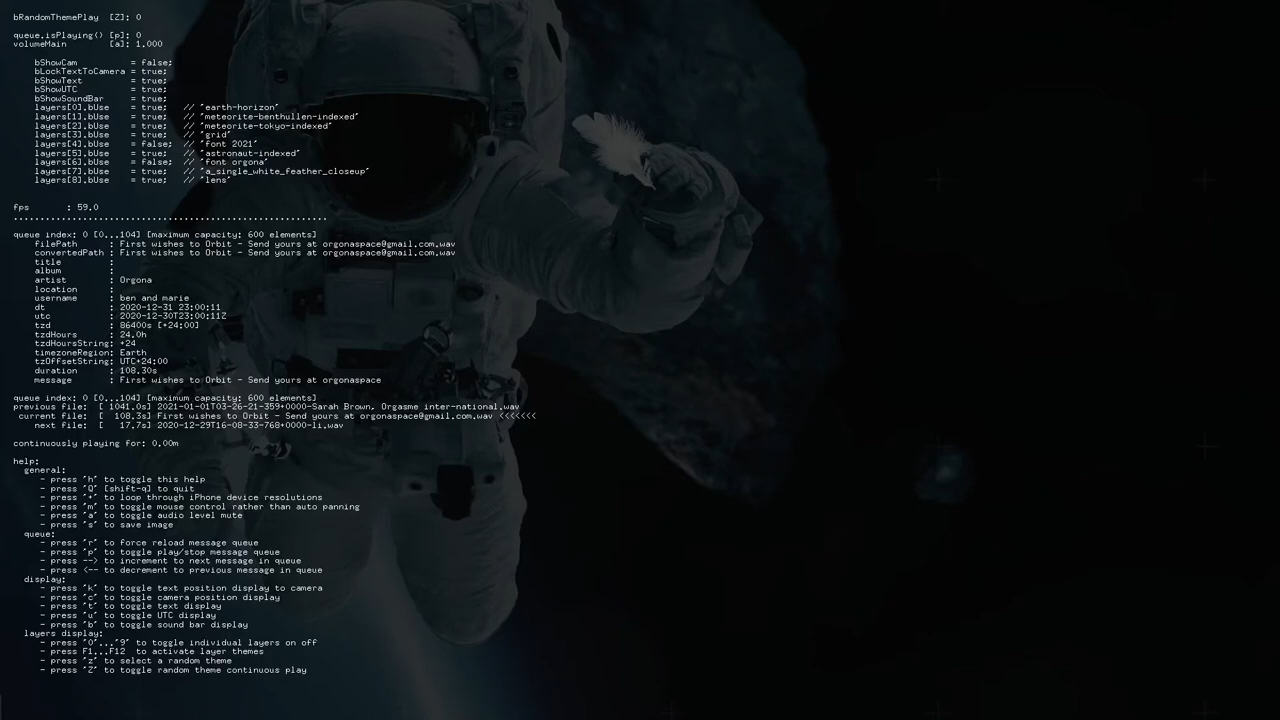 bRandomThemePlay [Z]: 0
queue.isPlaying() [p]: 0
volumeMain [a]: 1.000
bShowCam = false;
bLockTextToCamera = true;
bShowText = true;
bShowUTC = true;
bShowSoundBar = true;
layers[0].bUse = true; // "earth-horizon"
layers[1].bUse = true; // "meteorite-benthullen-indexed"
layers[2].bUse = true; // "meteorite-tokyo-indexed"
layers[3].bUse = true; // "grid"
layers[4].bUse = false; // "font 2021"
layers[5].bUse = true; // "astronaut-indexed"
layers[6].bUse = false; // "font orgona"
layers[7].bUse = true; // "a_single_white_feather_closeup"
layers[8].bUse = true; // "lens"
fps : 59.0
............................................................
queue index: 0 [0...104] [maximum capacity: 600 elements]
filePath : First wishes to Orbit - Send yours at orgonaspace@gmail.com.wav
convertedPath : First wishes to Orbit - Send yours at orgonaspace@gmail.com.wav
title :
album :
artist : Orgona
location :
username : ben and marie
dt : 2020-12-31 23:00:11
utc : 2020-12-30T23:00:11Z
tzd : 86400s [+24:00]
tzdHours : 24.0h
tzdHoursString: +24
timezoneRegion: Earth
tzOffsetString: UTC+24:00
duration : 108.30s
message : First wishes to Orbit - Send yours at orgonaspace
queue index: 0 [0...104] [maximum capacity: 600 elements]
previous file: [ 1041.0s] 2021-01-01T03-26-21-359+0000-Sarah Brown, Orgasme inter-national.wav
current file: [ 108.3s] First wishes to Orbit - Send yours at orgonaspace@gmail.com.wav <<<<<<<
next file: [ 17.7s] 2020-12-29T16-08-33-768+0000-li.wav
continuously playing for: 0.00m
help:
general:
- press 'h' to toggle this help
- press 'Q' [shift-q] to quit
- press '+' to loop through iPhone device resolutions
- press 'm' to toggle mouse control rather than auto panning
- press 'a' to toggle audio level mute
- press 's' to save image
queue:
- press 'r' to force reload message queue
- press 'p' to toggle play/stop message queue
- press --> to increment to next message in queue
- press <-- to decrement to previous message in queue
display:
- press 'k' to toggle text position display to camera
- press 'c' to toggle camera position display
- press 't' to toggle text display
- press 'u' to toggle UTC display
- press 'b' to toggle sound bar display
layers display:
- press '0'...'9' to toggle individual layers on off
- press F1...F12 to activate layer themes
- press 'z' to select a random theme
- press 'Z' to toggle random theme continuous play